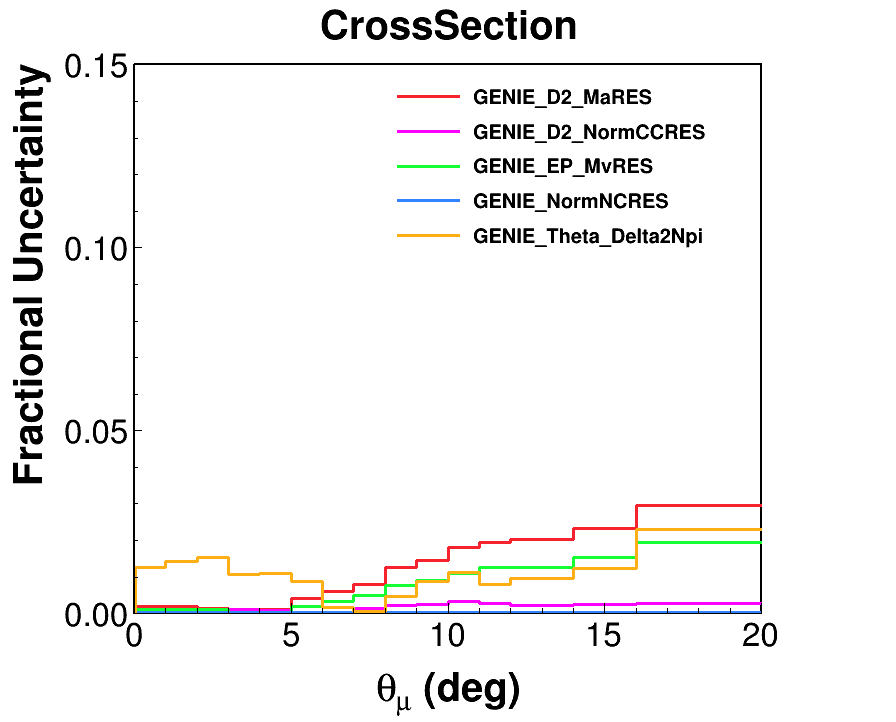 CrossSection
Fractional Uncertainty
0.15
0.10
0.05
0.00
GENIE_D2_MaRES
GENIE_D2_NormCCRES
GENIE_EP_MvRES
GENIE_NormNCRES
GENIE_Theta_Delta2Npi
0 5 10 15 20
θμ (deg)